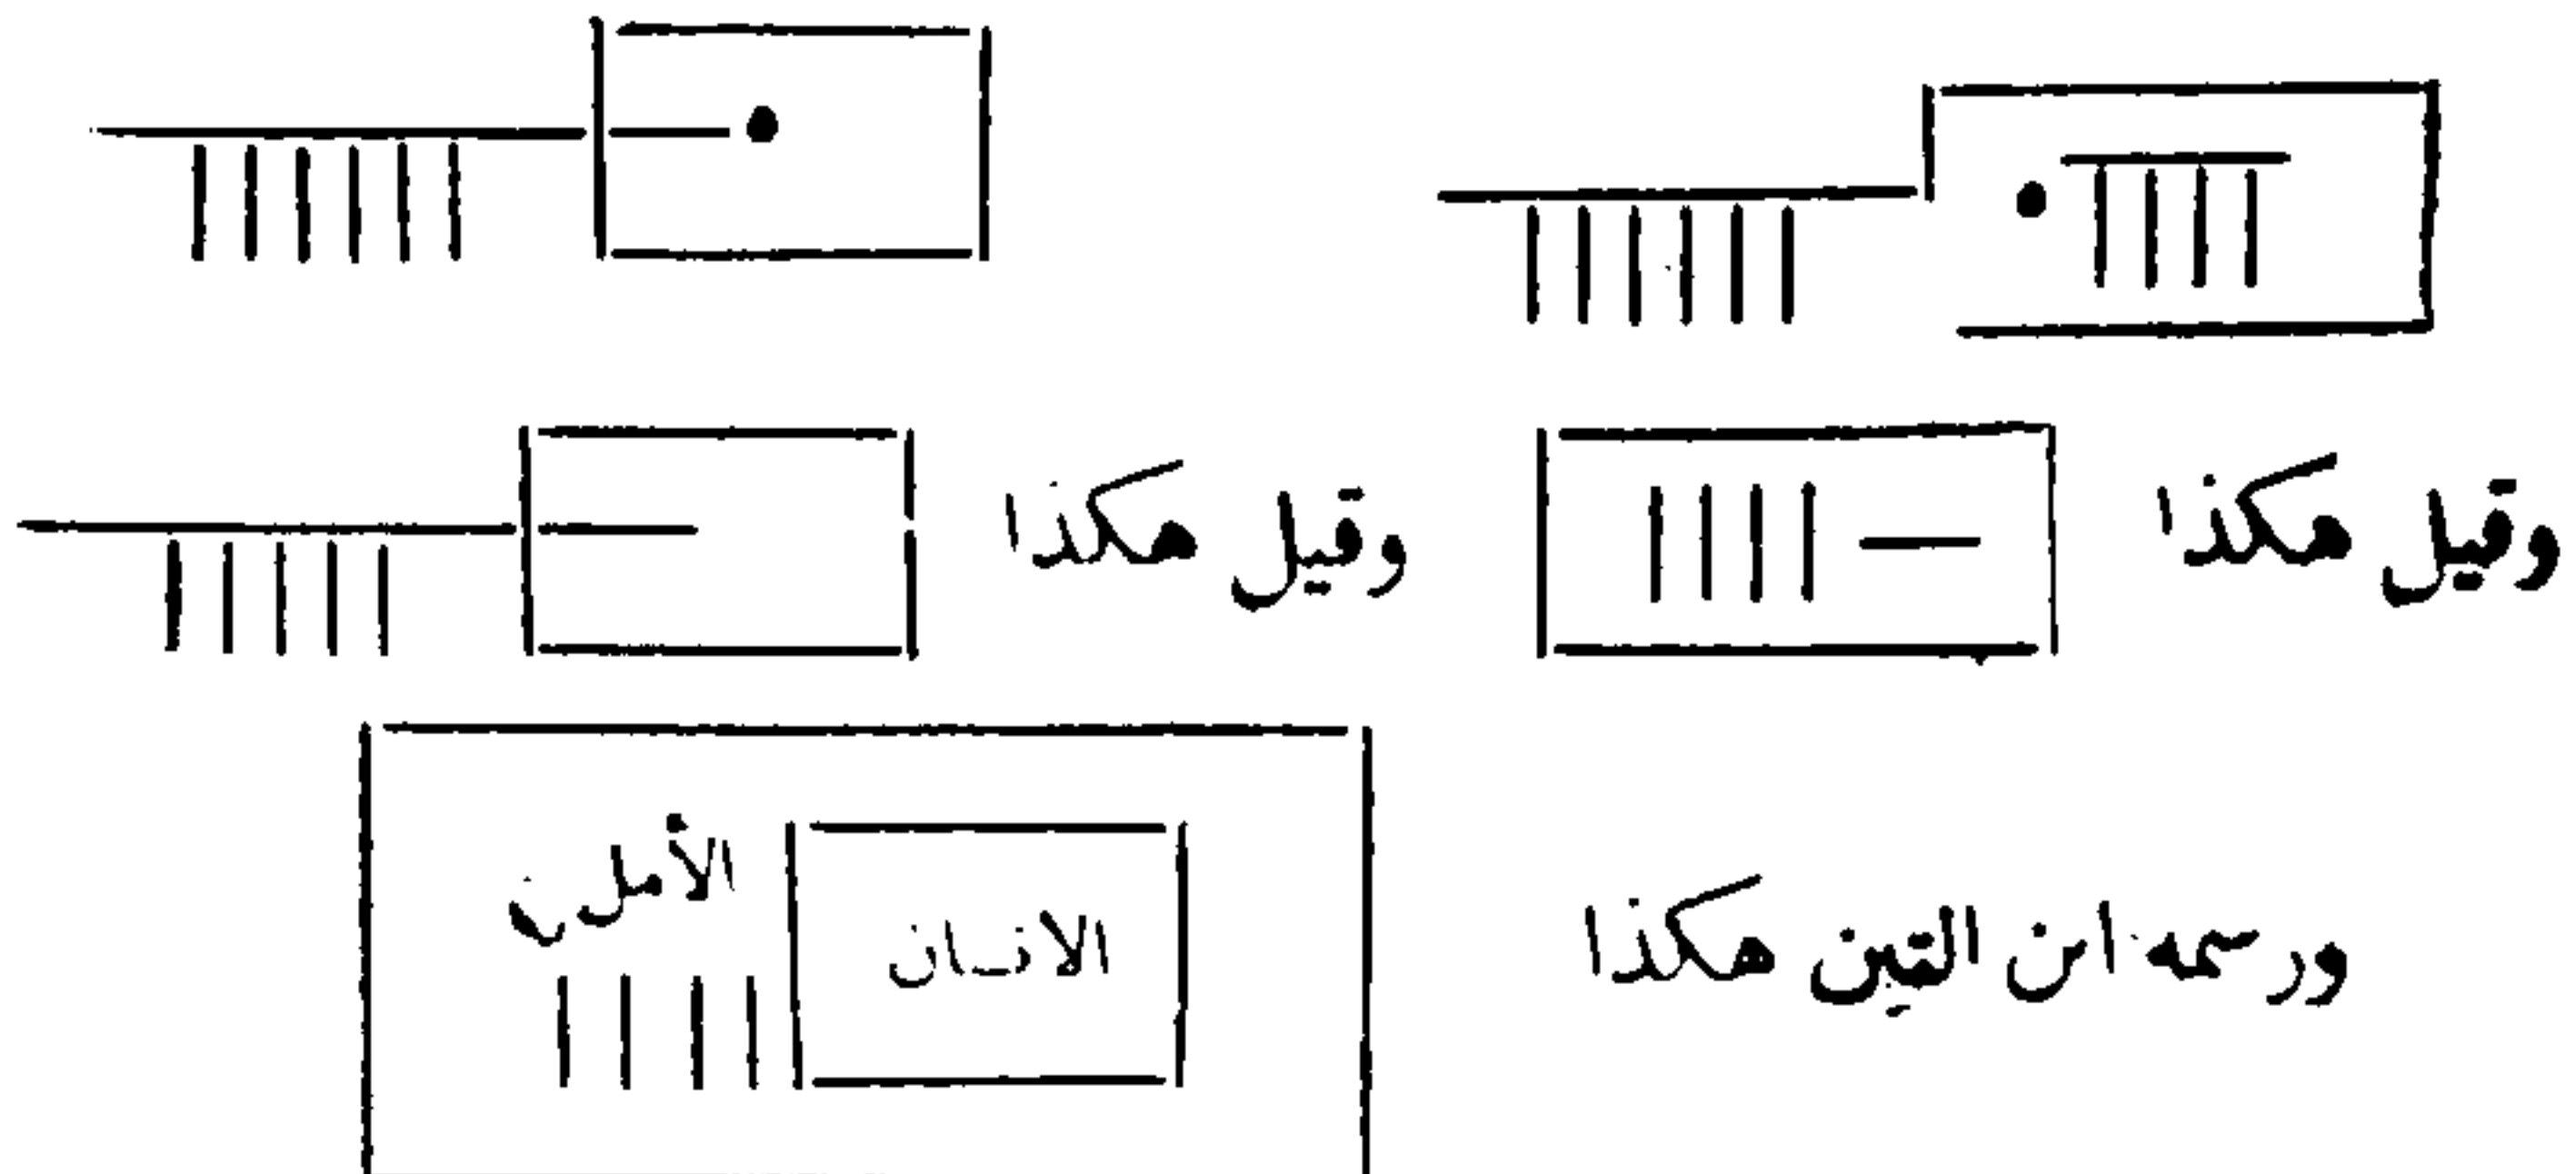 وقيل هكذا
وقيل هكذا
ورسمه ابن التين هكذا
الأمل
الانسان